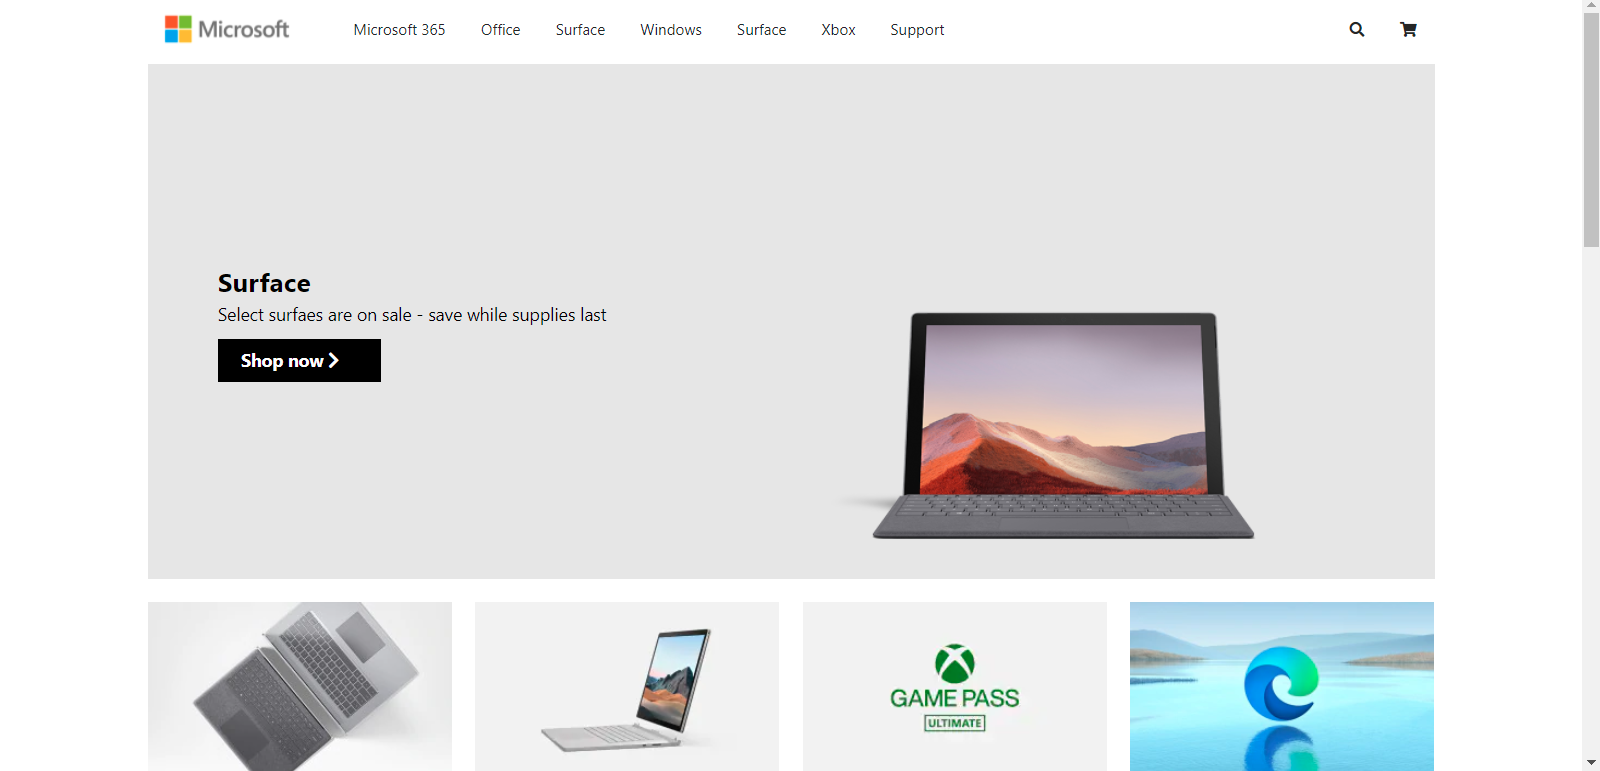 Microsoft
Microsoft 365 Office Surface Windows Surface Xbox Support
Surface
Select surfaes are on sale - save while supplies last
Shop now
GAME PASS
ULTIMATE